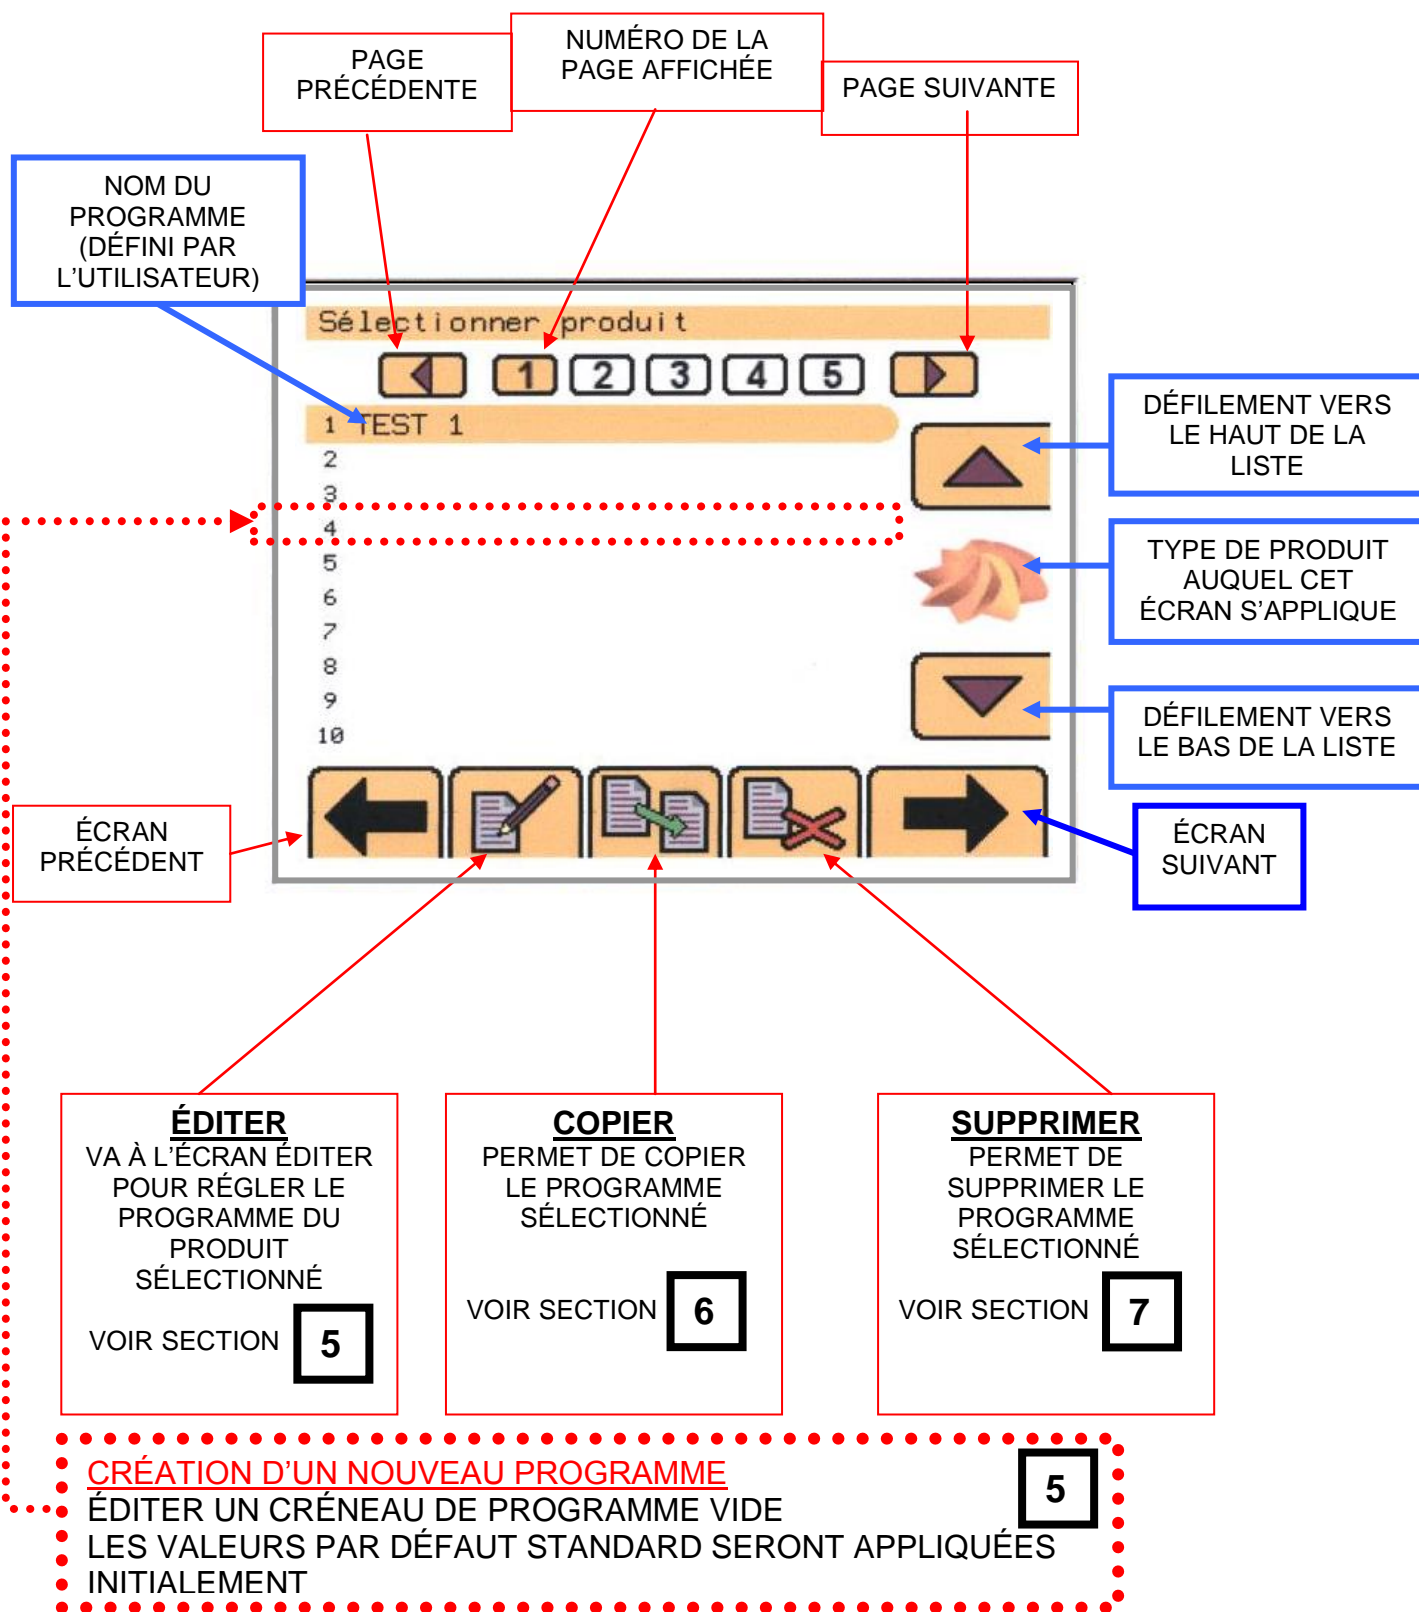 PAGE
PRÉCÉDENTE
NUMÉRO DE LA
PAGE AFFICHÉE
PAGE SUIVANTE
NOM DU
PROGRAMME
(DÉFINI PAR
L'UTILISATEUR)
Sélectionner produit
1 2 3 4 5
1 TEST 1
2
3
4
5
6
7
8
9
10
DÉFILEMENT VERS
LE HAUT DE LA
LISTE
TYPE DE PRODUIT
AUQUEL CET
ÉCRAN S'APPLIQUE
DÉFILEMENT VERS
LE BAS DE LA LISTE
ÉCRAN
PRÉCÉDENT
ÉCRAN
SUIVANT
ÉDITER
VA À L'ÉCRAN ÉDITER
POUR RÉGLER LE
PROGRAMME DU
PRODUIT
SÉLECTIONNÉ
VOIR SECTION 5
COPIER
PERMET DE COPIER
LE PROGRAMME
SÉLECTIONNÉ
VOIR SECTION 6
SUPPRIMER
PERMET DE
SUPPRIMER LE
PROGRAMME
SÉLECTIONNÉ
VOIR SECTION 7
CRÉATION D'UN NOUVEAU PROGRAMME
5
ÉDITER UN CRÉNEAU DE PROGRAMME VIDE
LES VALEURS PAR DÉFAUT STANDARD SERONT APPLIQUÉES
INITIALEMENT